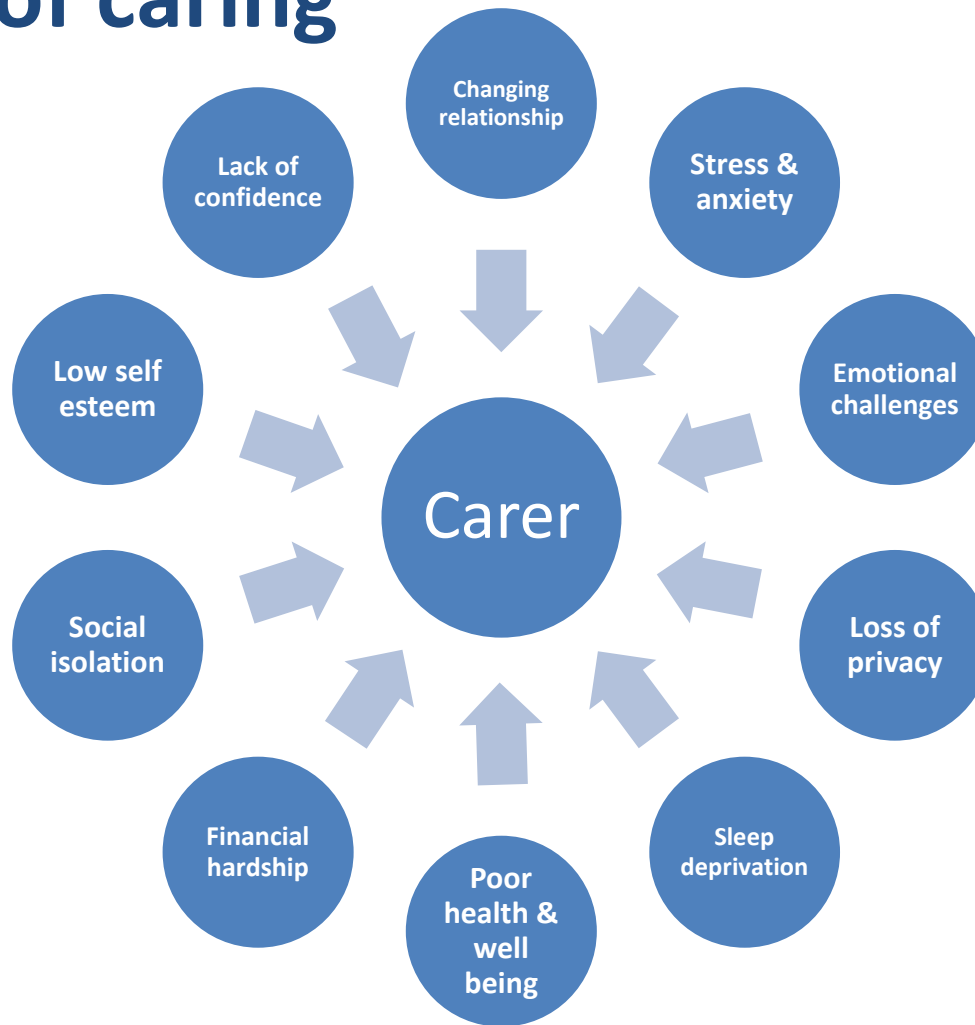 of caring
Changing
relationship
Stress &
anxiety
Emotional
challenges
Loss of
privacy
Sleep
deprivation
Poor
health &
well
being
Financial
hardship
Social
isolation
Low self
esteem
Lack of
confidence
Carer